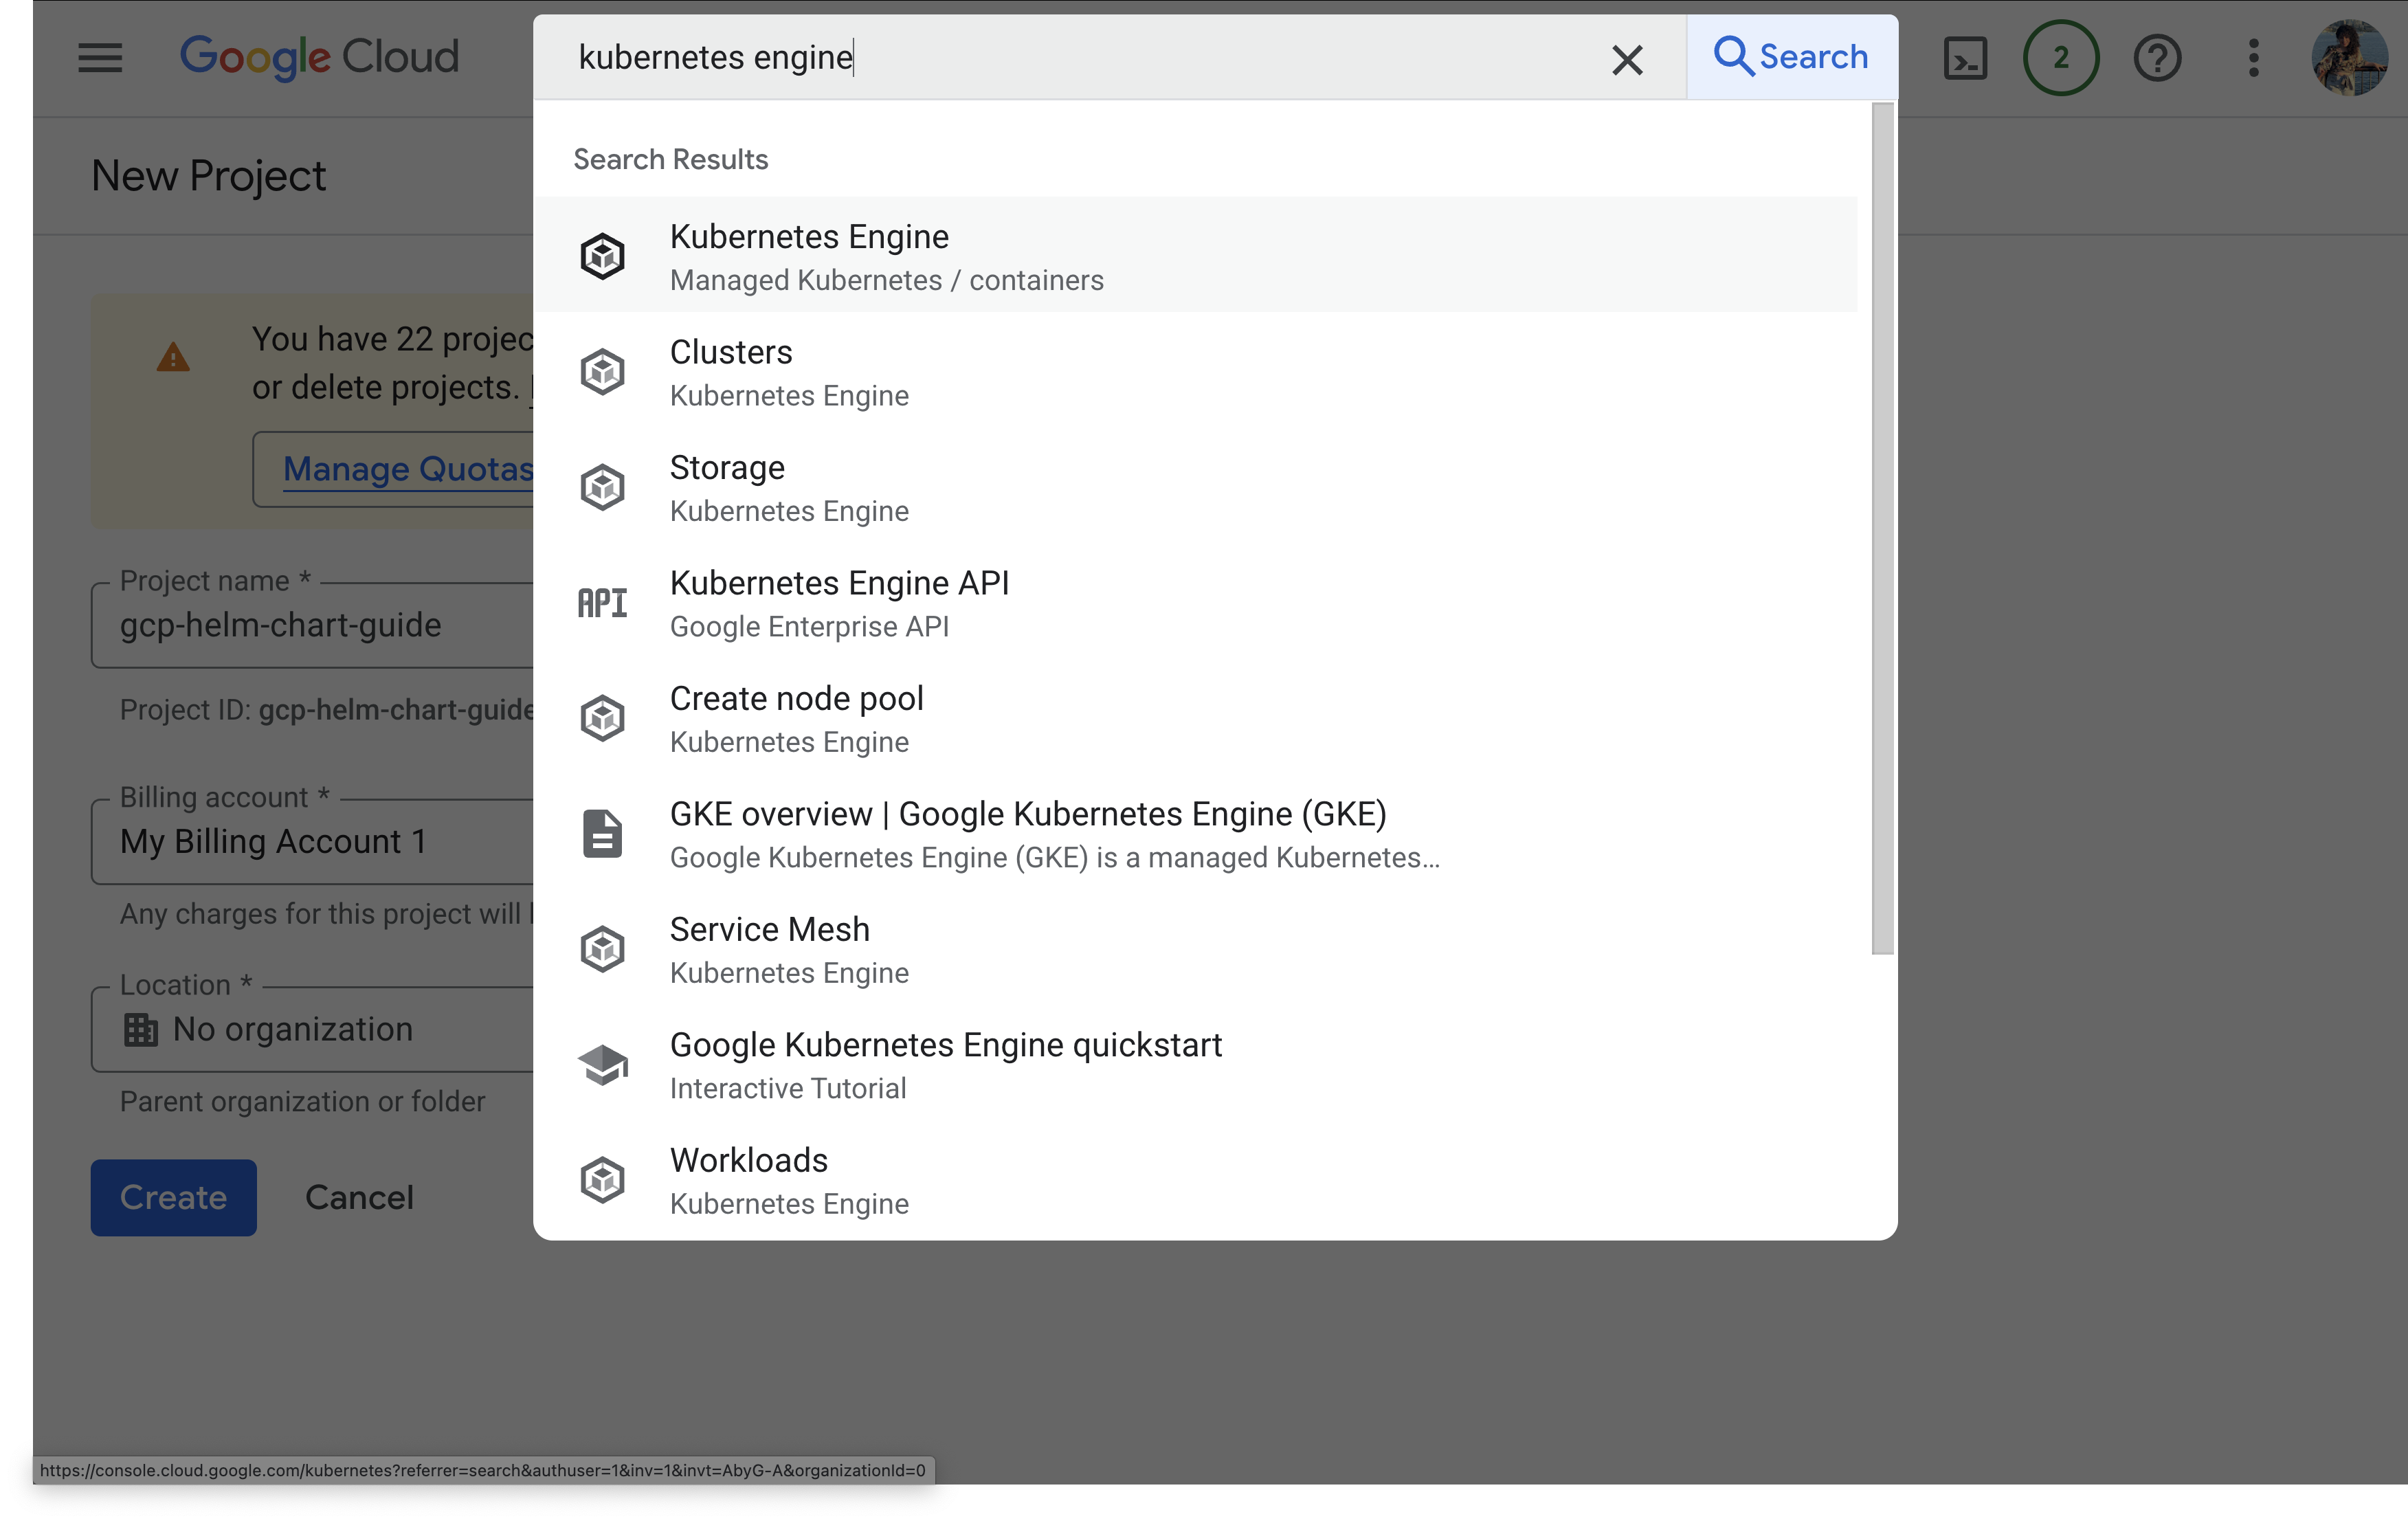 Google Cloud
kubernetes engine
Search
2
New Project
You have 22 projec
or delete projects.
Manage Quotas
Project name *
gcp-helm-chart-guide
Project ID: gcp-helm-chart-guide
Billing account *
My Billing Account 1
Any charges for this project will
Location *
No organization
Parent organization or folder
Create
Cancel
Search Results
Kubernetes Engine
Managed Kubernetes / containers
Clusters
Kubernetes Engine
Storage
Kubernetes Engine
API
Kubernetes Engine API
Google Enterprise API
Create node pool
Kubernetes Engine
GKE overview | Google Kubernetes Engine (GKE)
Google Kubernetes Engine (GKE) is a managed Kubernetes...
Service Mesh
Kubernetes Engine
Google Kubernetes Engine quickstart
Interactive Tutorial
Workloads
Kubernetes Engine
https://console.cloud.google.com/kubernetes?referrer=search&authuser=1&inv=1&invt=AbyG-A&organizationId=0